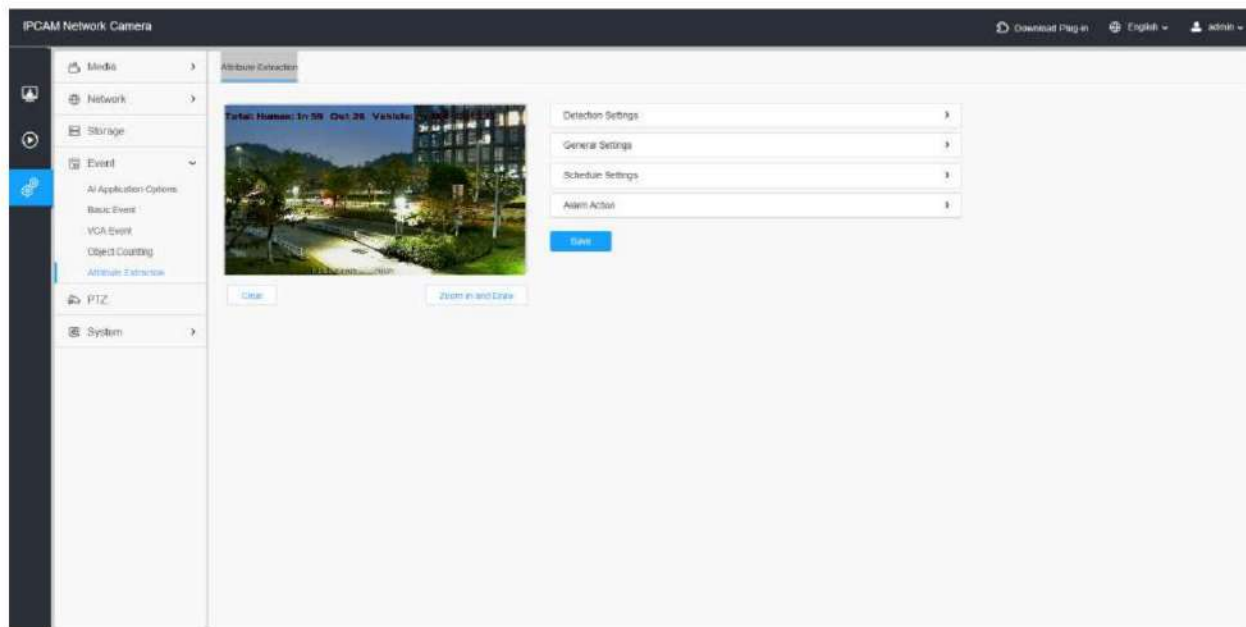 IPCAM Network Camera
Download Plug-in English admin
Media
Network
Storage
Event
AI Application Options
Basic Event
VCA Event
Object Counting
Attribute Extraction
PTZ
System
Attribute Extraction
Total: Human: In 59 Out 28 Vehicle:
Clear
Zoom in and Draw
Detection Settings
General Settings
Schedule Settings
Alarm Action
Save